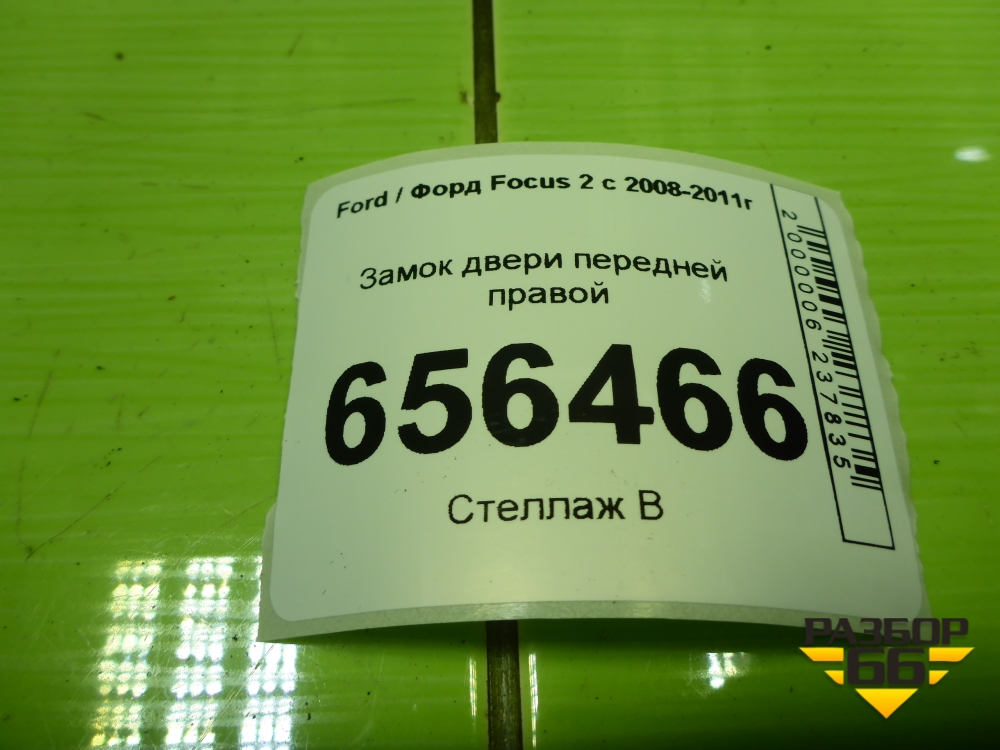 Ford / Форд Focus 2 с 2008-2011г
Замок двери передней
правой
656466
Стеллаж В
2000006237835
РАЗБОР
66